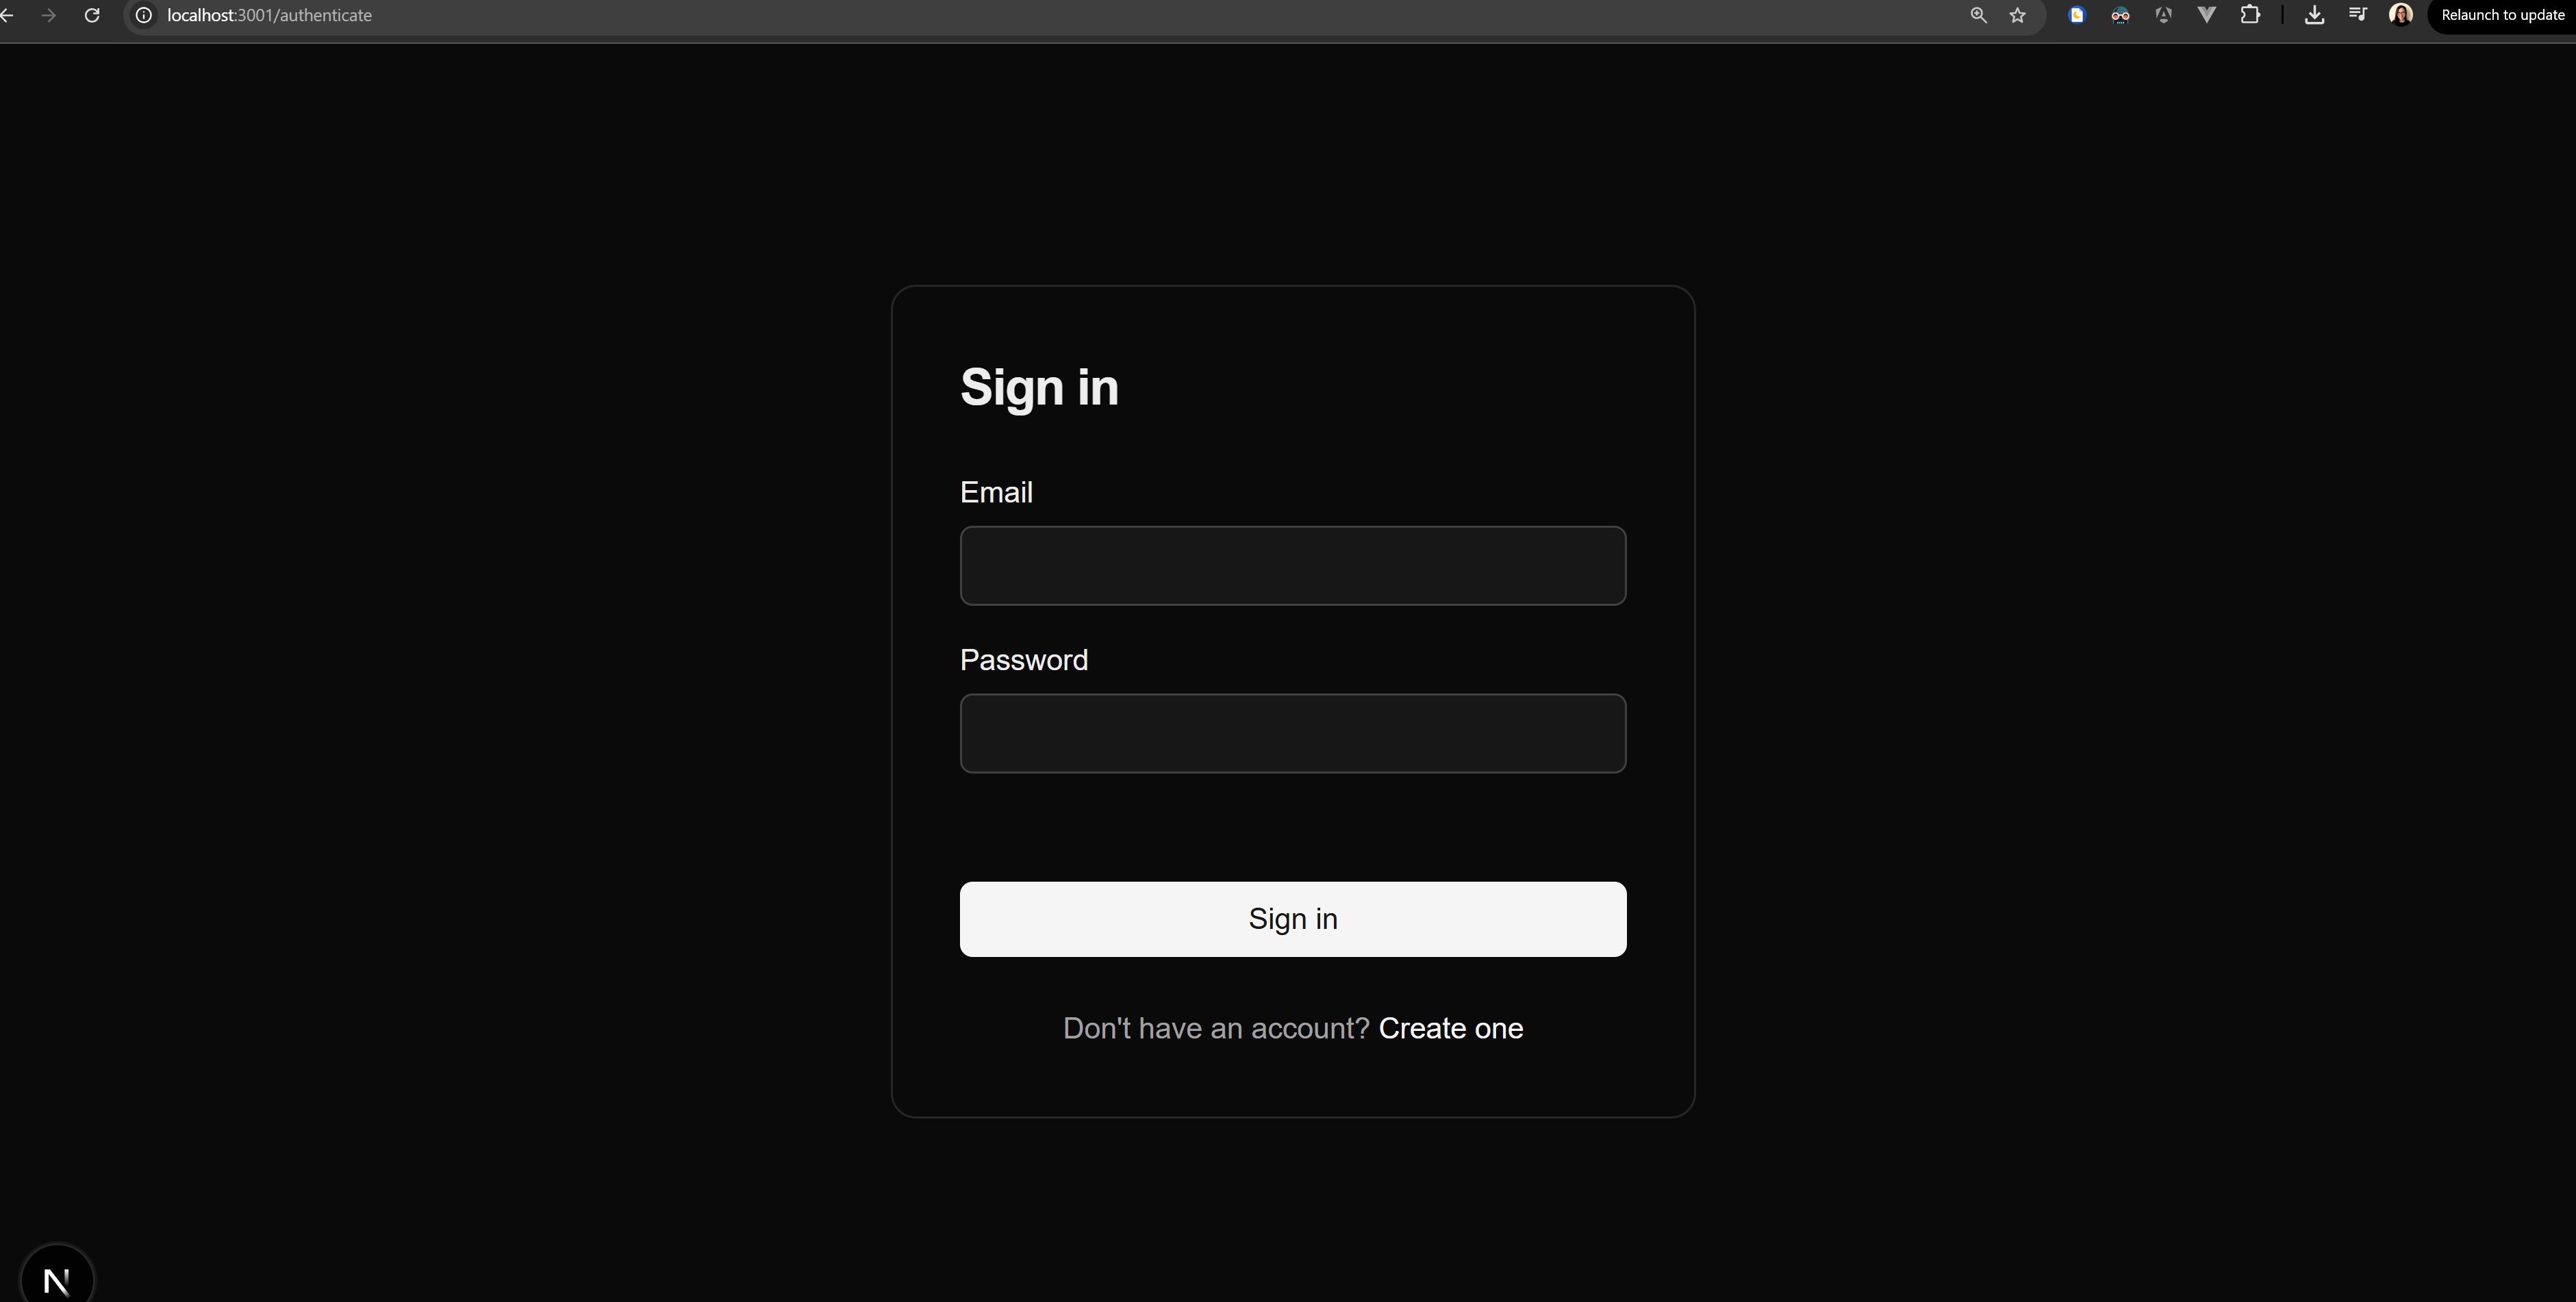 localhost:3001/authenticate
Relaunch to update
Sign in
Email
Password
Sign in
Don't have an account? Create one
N